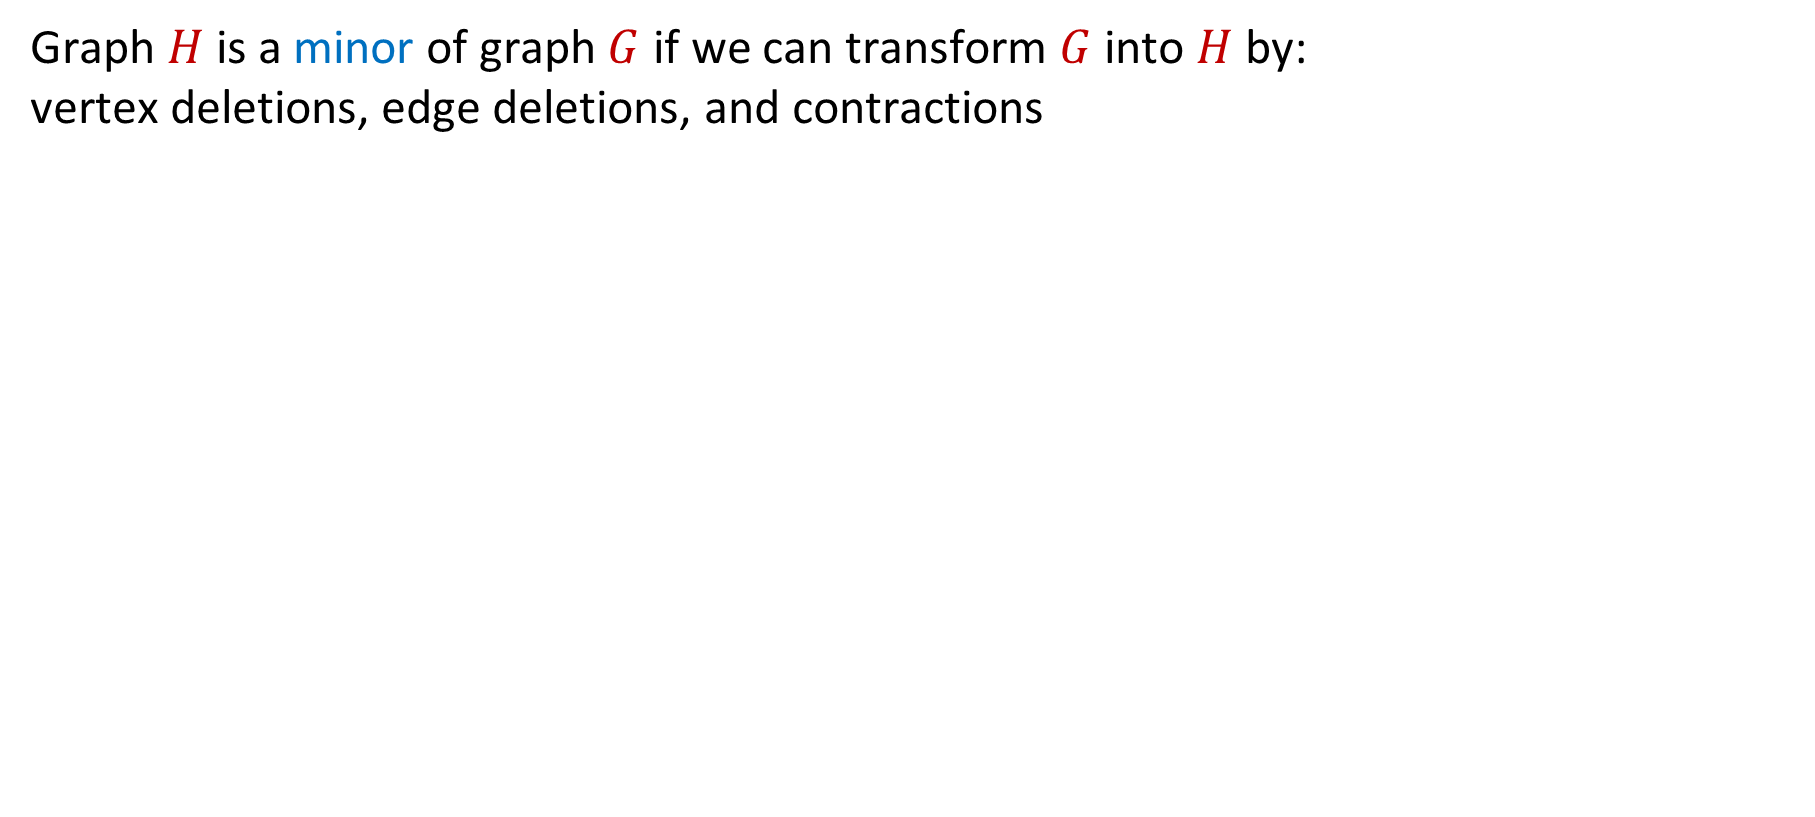 Graph H is a minor of graph G if we can transform G into H by:
vertex deletions, edge deletions, and contractions